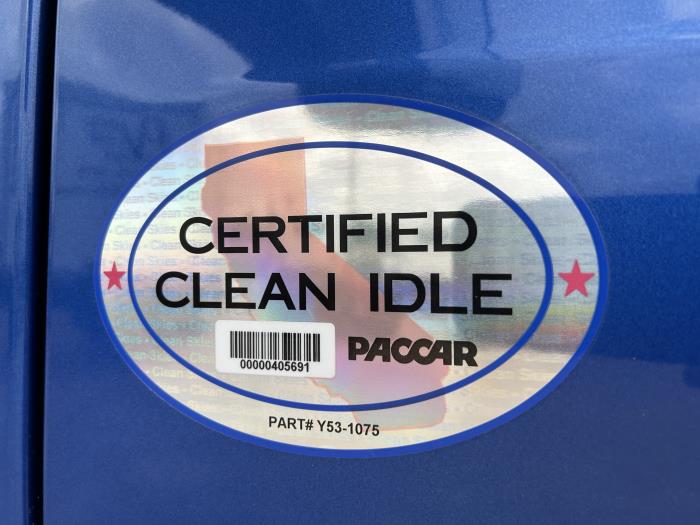 CERTIFIED
CLEAN IDLE
00000405691
PACCAR
PART# Y53-1075